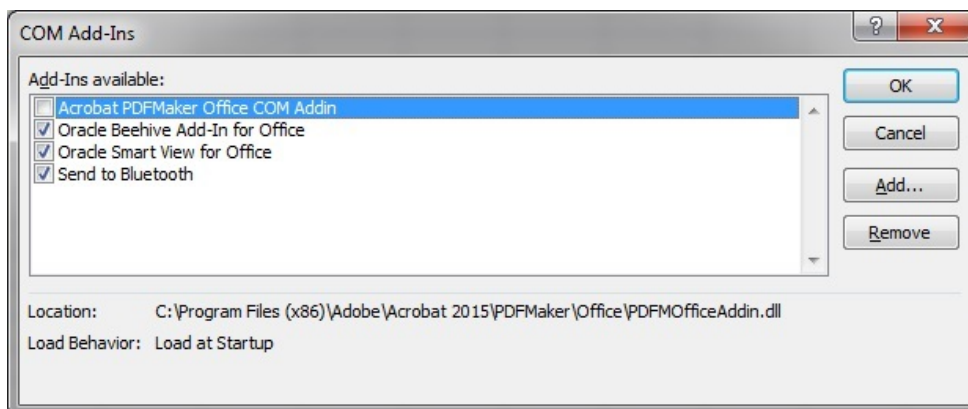 COM Add-Ins
?
X
Add-Ins available:
Acrobat PDFMaker Office COM Addin
Oracle Beehive Add-In for Office
Oracle Smart View for Office
Send to Bluetooth
OK
Cancel
Add...
Remove
Location: C:\Program Files (x86)\Adobe\Acrobat 2015\PDFMaker\Office\PDFMOfficeAddin.dll
Load Behavior: Load at Startup